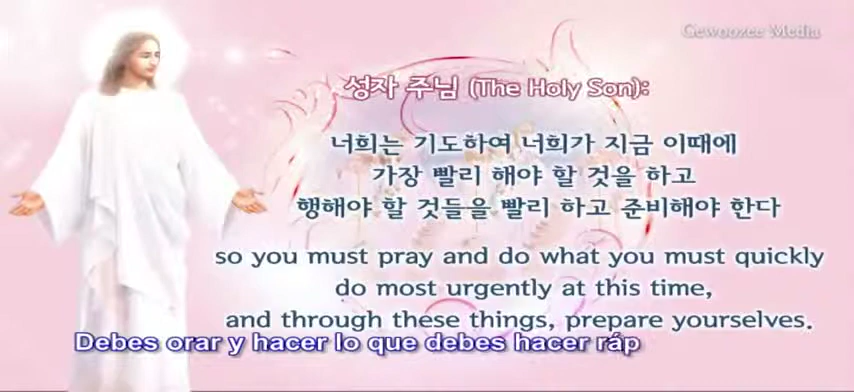 Gewoozee Media
성자 주님 (The Holy Son):
너희는 기도하여 너희가 지금 이때에
가장 빨리 해야 할 것을 하고
행해야 할 것들을 빨리 하고 준비해야 한다
so you must pray and do what you must quickly
do most urgently at this time,
and through these things, prepare yourselves.
Debes orar y hacer lo que debes hacer ráp